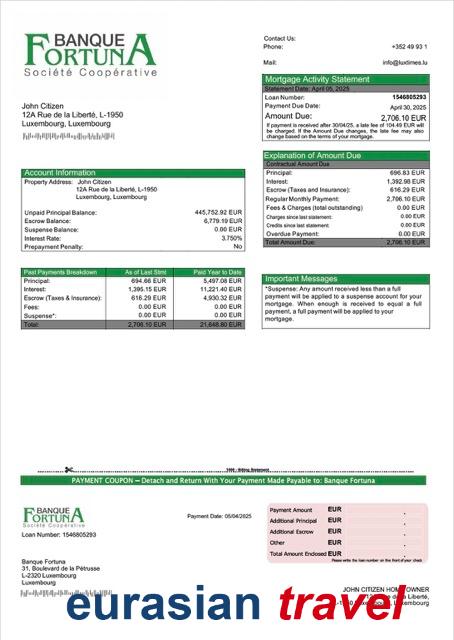 BANQUE
FORTUNA
Société Coopérative
Contact Us:
Phone: +352 49 93 1
Mail: info@luxtimes.lu
Mortgage Activity Statement
Statement Date: April 05, 2025
Loan Number: 1546805293
Payment Due Date: April 30, 2025
Amount Due: 2,706.10 EUR
If payment is received after 30/04/25, a late fee of 104.49 EUR will
be charged. If the Amount Due changes, the late fee may also
change based on the terms of your mortgage.
John Citizen
12A Rue de la Liberté, L-1950
Luxembourg, Luxembourg
Explanation of Amount Due
Contractual Amount Due
Principal: 696.83 EUR
Interest: 1,392.98 EUR
Escrow (Taxes and Insurance): 616.29 EUR
Regular Monthly Payment: 2,706.10 EUR
Fees & Charges (total outstanding) 0.00 EUR
Charges since last statement: 0.00 EUR
Credits since last statement: 0.00 EUR
Overdue Payment: 0.00 EUR
Total Amount Due: 2,706.10 EUR
Account Information
Property Address: John Citizen
12A Rue de la Liberté, L-1950
Luxembourg, Luxembourg
Unpaid Principal Balance: 445,752.92 EUR
Escrow Balance: 6,779.19 EUR
Suspense Balance: 0.00 EUR
Interest Rate: 3.750%
Prepayment Penalty: No
Past Payments Breakdown As of Last Stmt Paid Year to Date
Principal: 694.66 EUR 5,497.08 EUR
Interest: 1,395.15 EUR 11,221.40 EUR
Escrow (Taxes & Insurance): 616.29 EUR 4,930.32 EUR
Fees: 0.00 EUR 0.00 EUR
Suspense*: 0.00 EUR 0.00 EUR
Total: 2,706.10 EUR 21,648.80 EUR
Important Messages
*Suspense: Any amount received less than a full
payment will be applied to a suspense account for your
mortgage. When enough is received to equal a full
payment, a full payment will be applied to your
mortgage.
Billing Statement
PAYMENT COUPON – Detach and Return With Your Payment Made Payable to: Banque Fortuna
BANQUE
FORTUNA
Société Coopérative
Loan Number: 1546805293
Payment Date: 05/04/2025
Payment Amount EUR
Additional Principal EUR
Additional Escrow EUR
Other EUR
Total Amount Enclosed EUR
Please write the loan number on the front of your check
Banque Fortuna
31, Boulevard de la Pétrusse
L-2320 Luxembourg
Luxembourg
JOHN CITIZEN HOMEOWNER
eurasian travel